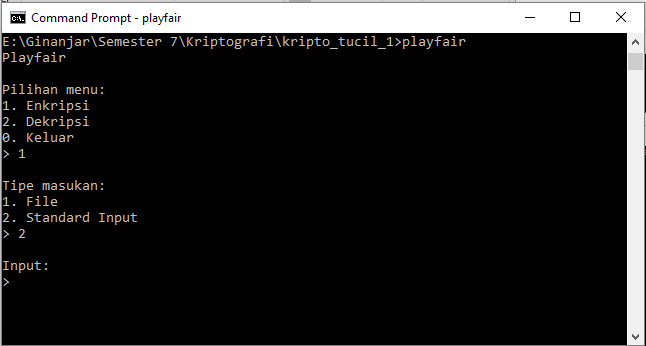 Command Prompt - playfair
E:\Ginanjar\Semester 7\Kriptografi\kripto_tucil_1>playfair
Playfair
Pilihan menu:
1. Enkripsi
2. Dekripsi
0. Keluar
> 1
Tipe masukan:
1. File
2. Standard Input
> 2
Input:
>